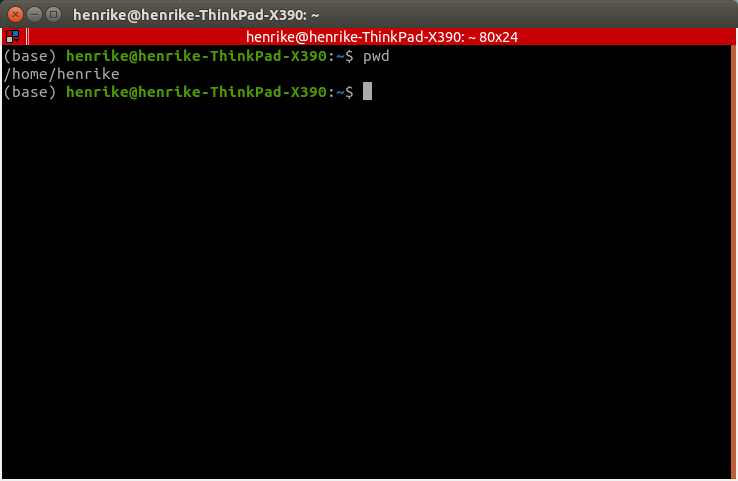 henrike@henrike-ThinkPad-X390: ~
henrike@henrike-ThinkPad-X390: ~ 80x24
(base) henrike@henrike-ThinkPad-X390:~$ pwd
/home/henrike
(base) henrike@henrike-ThinkPad-X390:~$